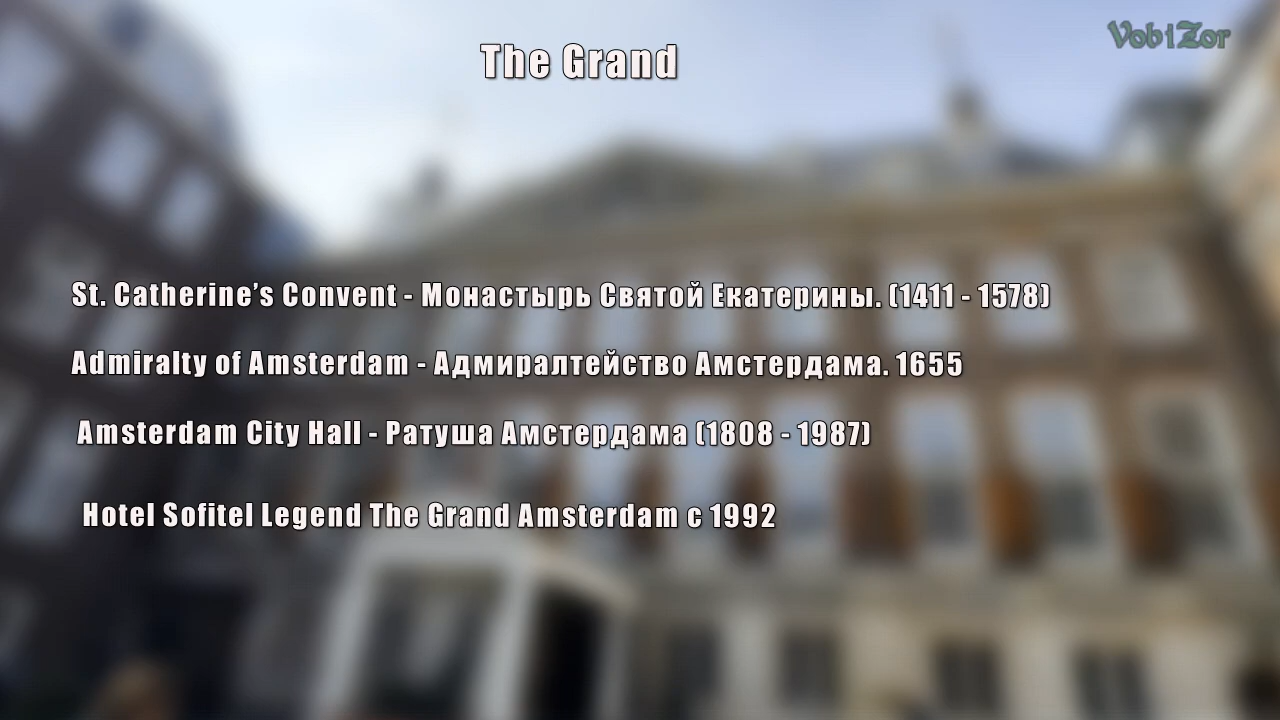 The Grand
VobiZor
St. Catherine’s Convent - Монастырь Святой Екатерины. (1411 - 1578)
Admiralty of Amsterdam - Адмиралтейство Амстердама. 1655
Amsterdam City Hall - Ратуша Амстердама (1808 - 1987)
Hotel Sofitel Legend The Grand Amsterdam с 1992